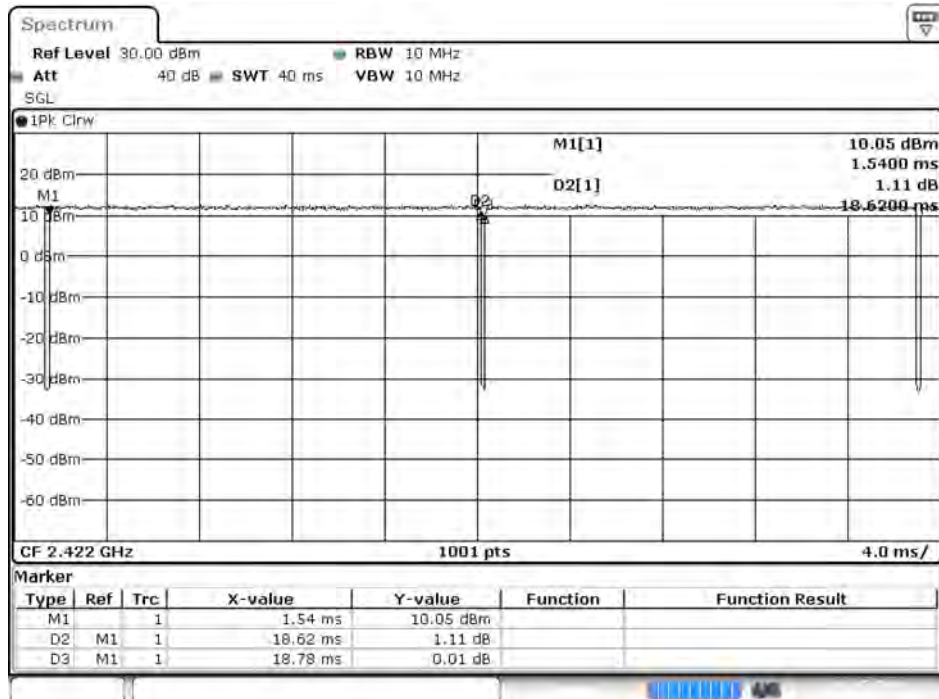 Spectrum
Ref Level 30.00 dBm RBW 10 MHz
Att 40 dB SWT 40 ms VBW 10 MHz
SGL
1Pk Clrw
M1[1] 10.05 dBm
1.5400 ms
20 dBm
D2[1] 1.11 dB
M1
18.6200 ms
10 dBm
0 dBm
-10 dBm
-20 dBm
-30 dBm
-40 dBm
-50 dBm
-60 dBm
CF 2.422 GHz 1001 pts 4.0 ms/
Marker
Type Ref Trc X-value Y-value Function Function Result
M1 1 1.54 ms 10.05 dBm
D2 M1 1 18.62 ms 1.11 dB
D3 M1 1 18.78 ms 0.01 dB